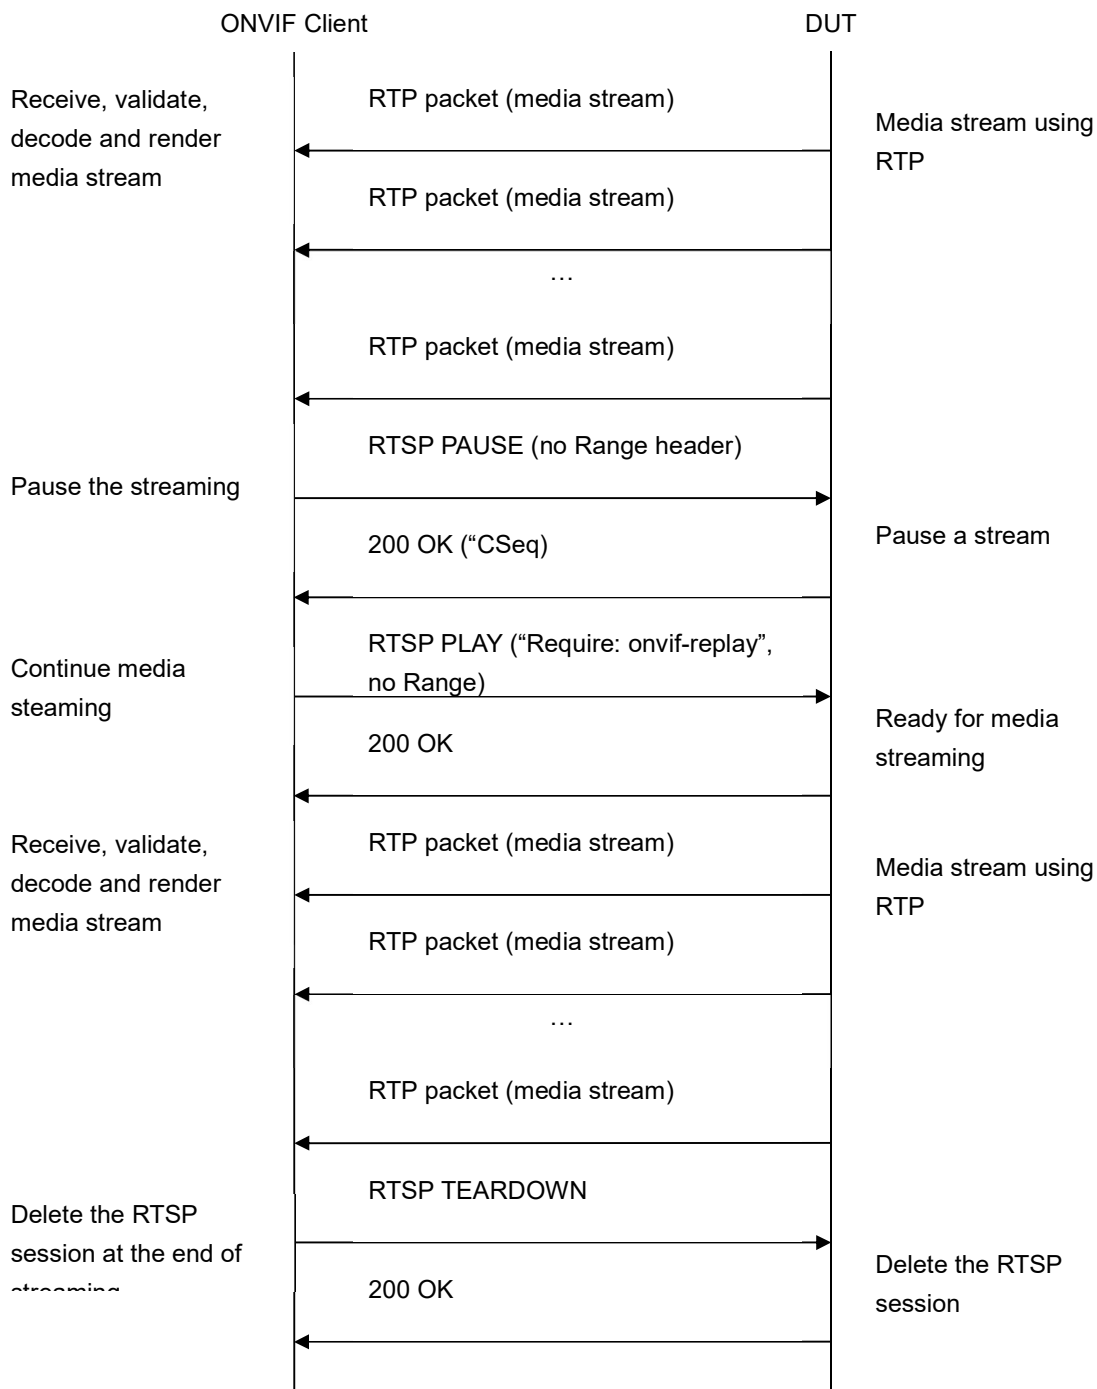 ONVIF Client
DUT
RTP packet (media stream)
Receive, validate,
decode and render
media stream
Media stream using
RTP
RTP packet (media stream)
…
RTP packet (media stream)
RTSP PAUSE (no Range header)
Pause the streaming
200 OK (“CSeq)
Pause a stream
RTSP PLAY (“Require: onvif-replay”,
no Range)
Continue media
steaming
Ready for media
streaming
200 OK
RTP packet (media stream)
Receive, validate,
decode and render
media stream
Media stream using
RTP
RTP packet (media stream)
…
RTP packet (media stream)
RTSP TEARDOWN
Delete the RTSP
session at the end of
streaming
200 OK
Delete the RTSP
session